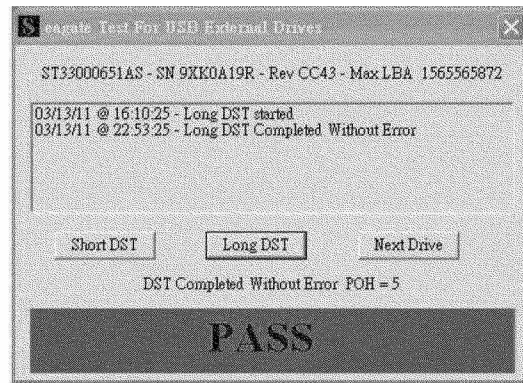 Seagate Test For USB External Drives
ST33000651AS - SN 9XK0A19R - Rev CC43 - Max LBA 1565565872
03/13/11 @ 16:10:25 - Long DST started
03/13/11 @ 22:53:25 - Long DST Completed Without Error
Short DST
Long DST
Next Drive
DST Completed Without Error POH = 5
PASS